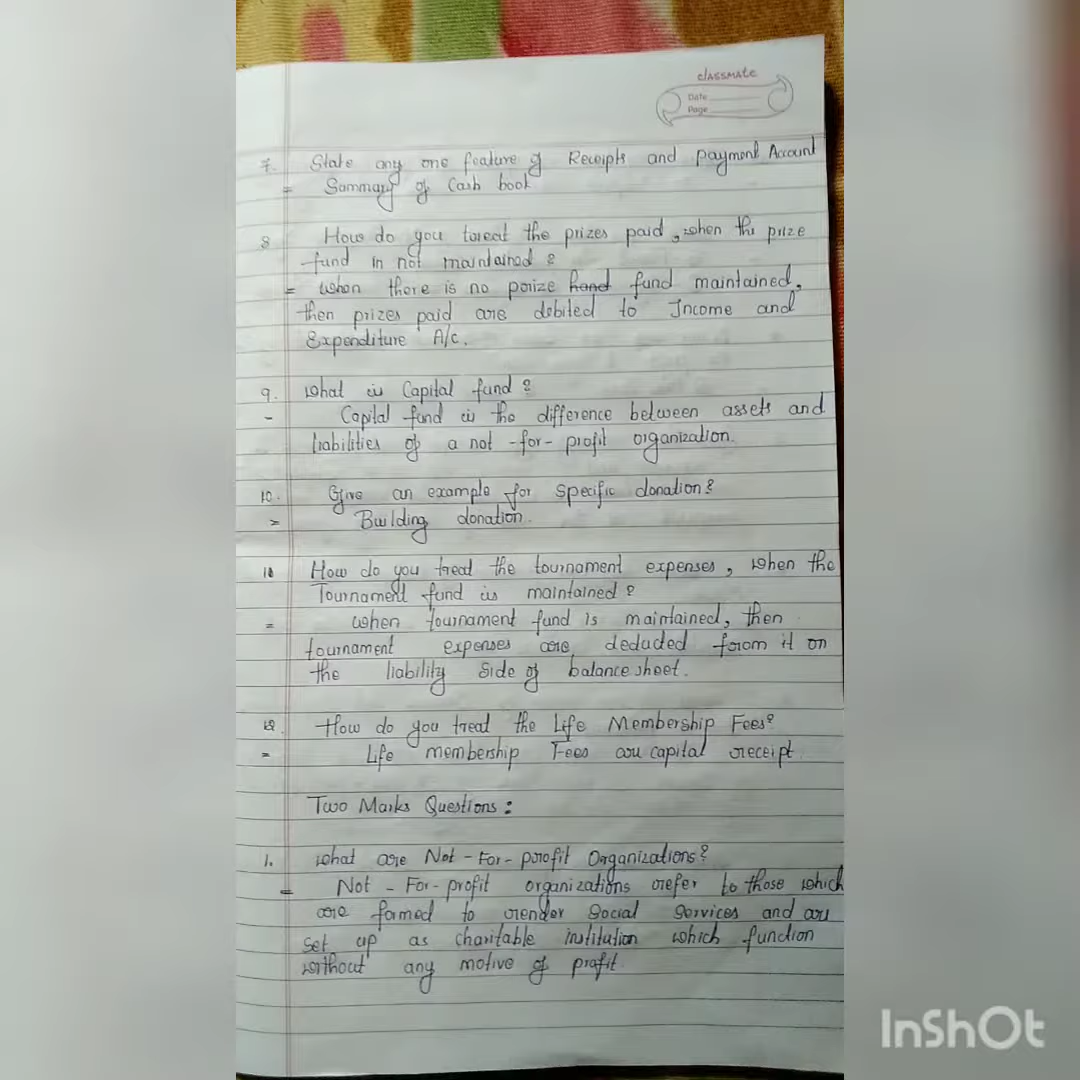 classmate
Date
Page
7. State any one feature of Receipts and payment Account
= Summary of Cash book
8 How do you toreat the prizes paid, when the prize
fund in not maintained?
= when there is no porize hand fund maintained,
then prizes paid are debited to Income and
Expenditure A/c.
9. what is Capital fund?
- Capital fund is the difference between assets and
liabilities of a not-for-profit organization.
10. Give an example for Specific donation?
= Building donation.
11 How do you treat the tournament expenses, when the
Tournament fund is maintained?
= when tournament fund is maintained, then
tournament expenses are deducted from it on
the liability side of balance sheet.
12. How do you treat the Life Membership Fees?
= Life membership Fees are capital receipt.
Two Marks Questions:
1. what are Not-For-profit Organizations?
= Not-For-profit organizations refer to those which
are formed to render Social Services and are
set up as charitable institution which function
without any motive of profit.
InShOt